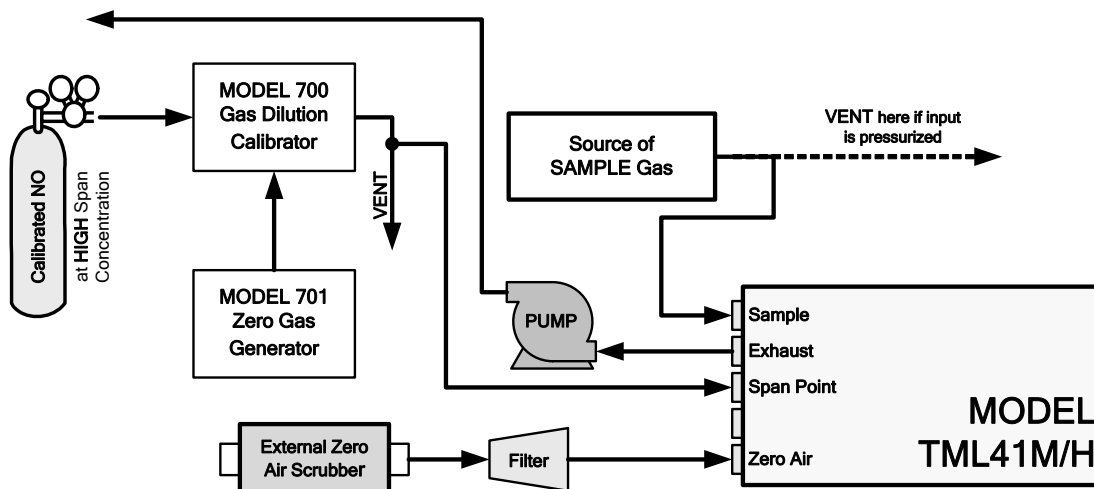 MODEL 700
Gas Dilution
Calibrator
VENT here if input
is pressurized
Source of
SAMPLE Gas
Calibrated NO
at HIGH Span
Concentration
VENT
MODEL 701
Zero Gas
Generator
PUMP
Sample
Exhaust
Span Point
Zero Air
MODEL
TML41M/H
External Zero
Air Scrubber
Filter